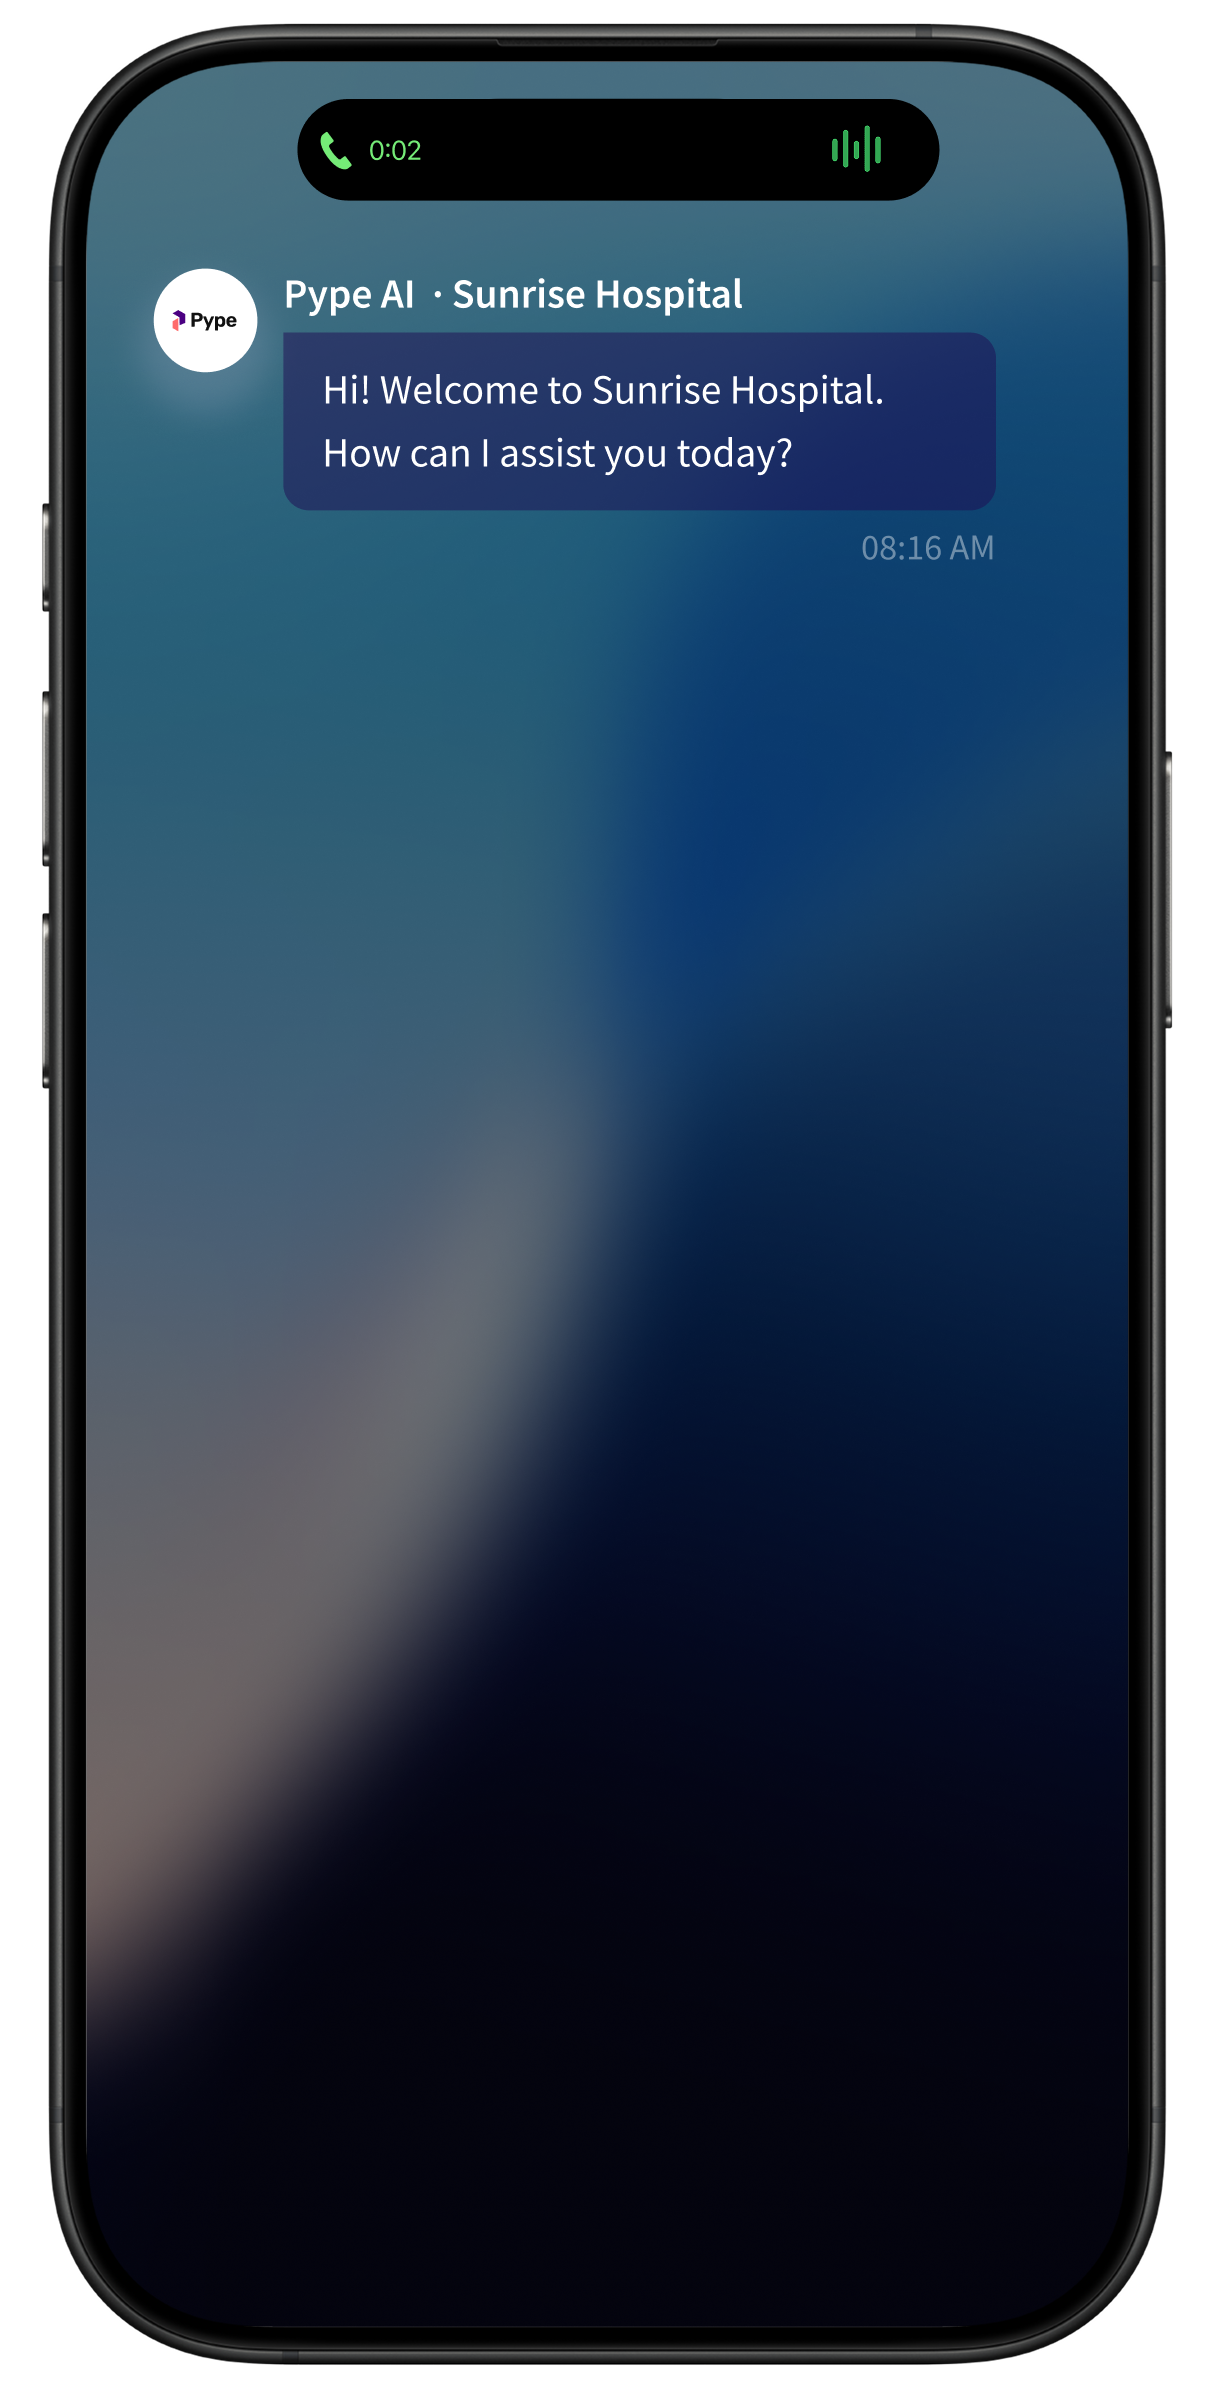 0:02
Pype
Pype AI · Sunrise Hospital
Hi! Welcome to Sunrise Hospital.
How can I assist you today?
08:16 AM